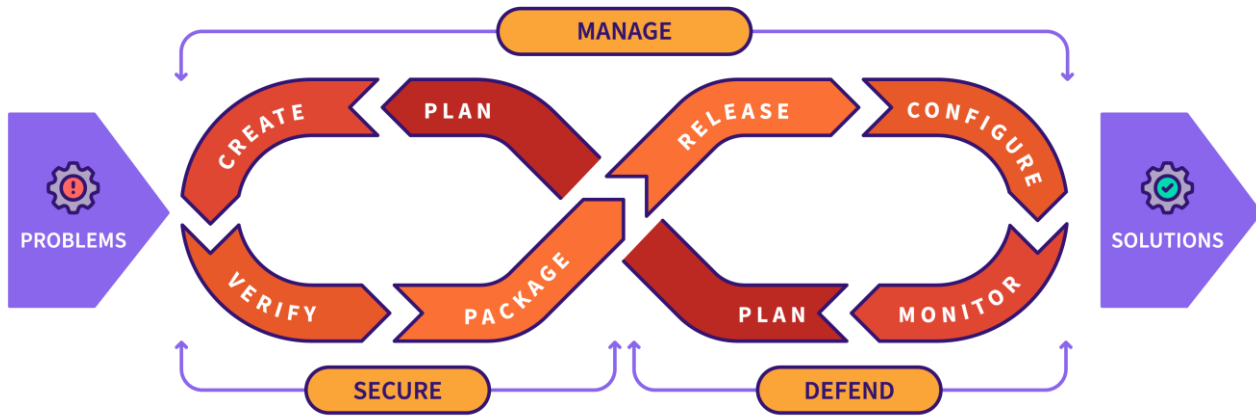 MANAGE
PROBLEMS
CREATE
PLAN
RELEASE
CONFIGURE
VERIFY
PACKAGE
PLAN
MONITOR
SOLUTIONS
SECURE
DEFEND